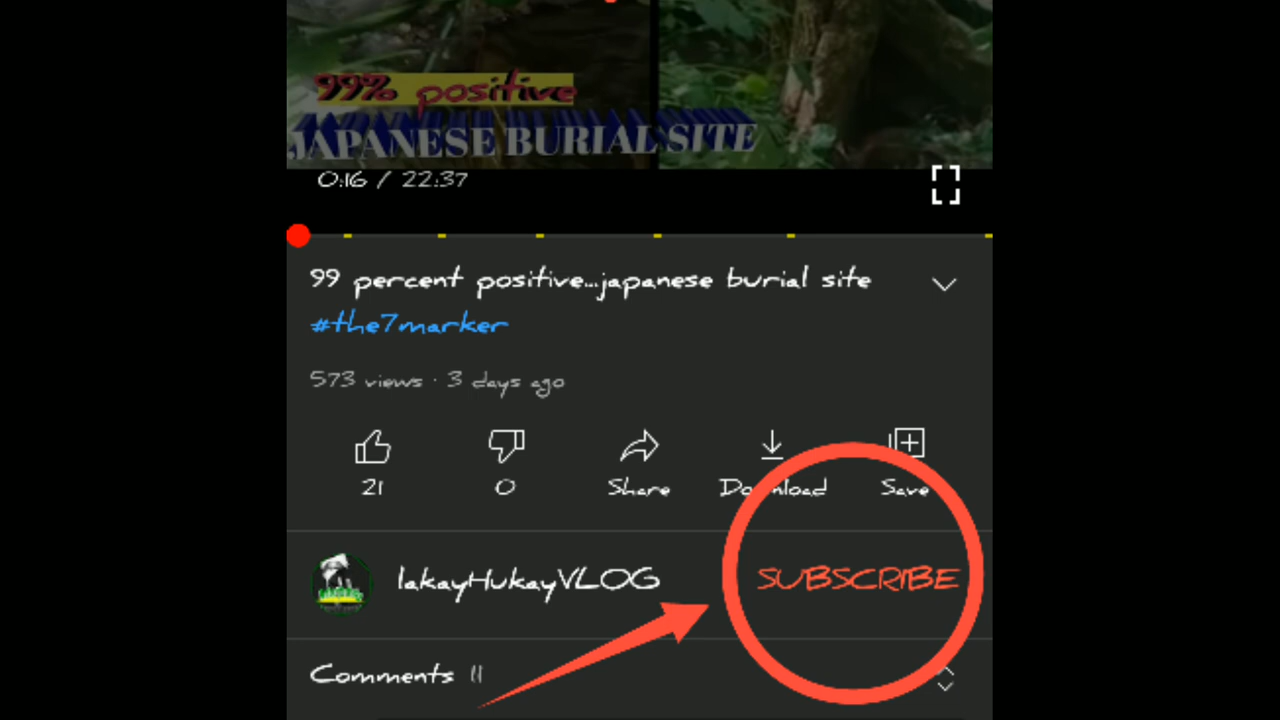 99% positive
JAPANESE BURIAL SITE
0:16 / 22:37
99 percent positive...japanese burial site
#the7marker
573 views · 3 days ago
21 0 Share Download Save
lakayHukayVLOG SUBSCRIBE
Comments 11